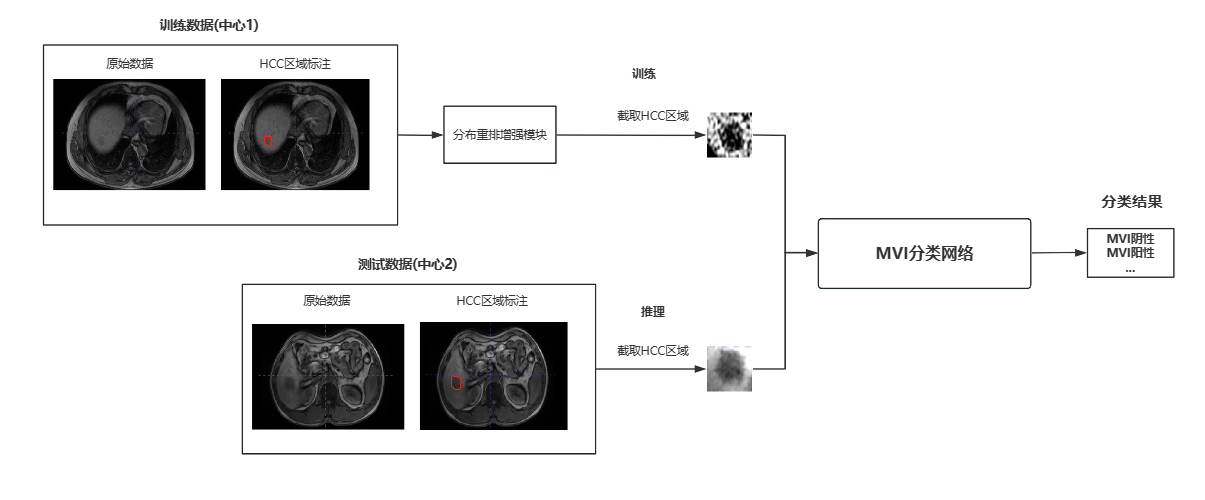 训练数据(中心1)
原始数据
HCC区域标注
训练
分布重排增强模块
截取HCC区域
分类结果
MVI分类网络
MVI阴性
MVI阳性
...
测试数据(中心2)
原始数据
HCC区域标注
推理
截取HCC区域